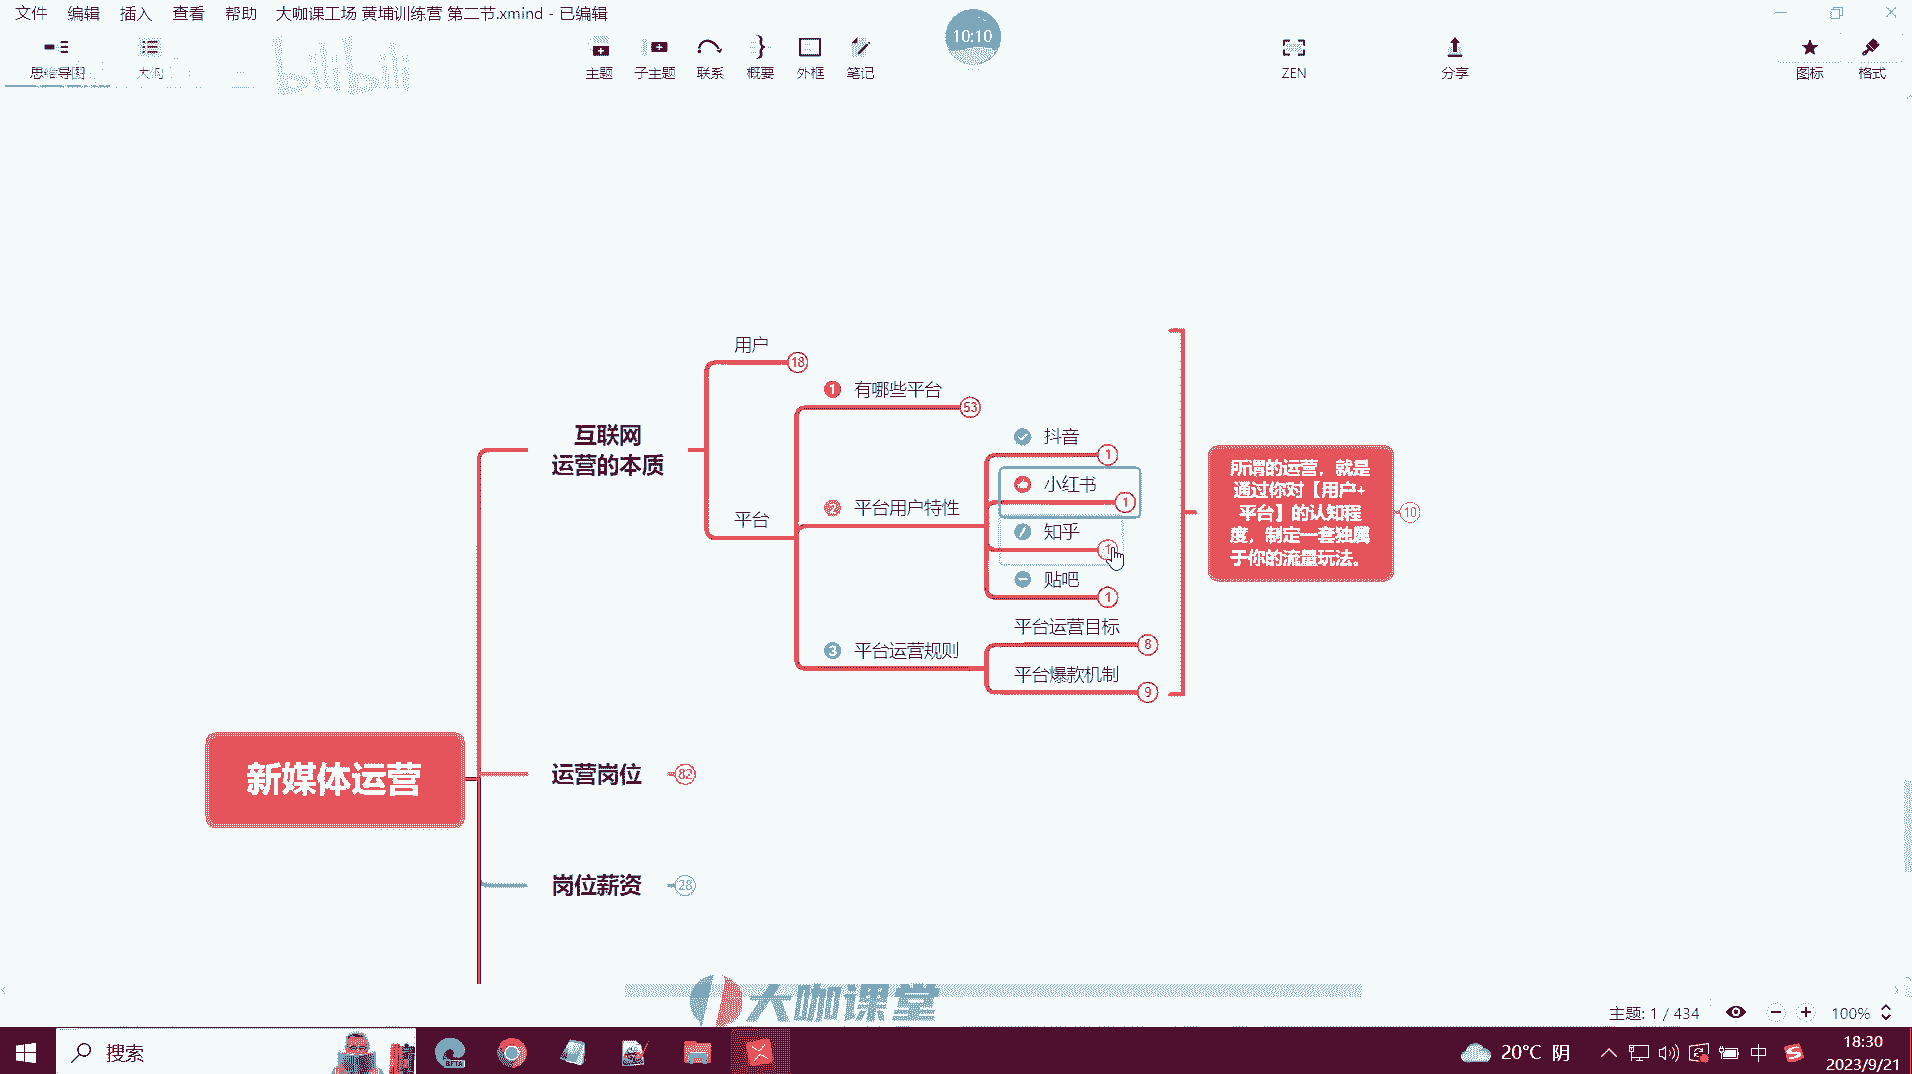 文件 编辑 插入 查看 帮助 大咖课工场 黄埔训练营 第二节.xmind - 已编辑
思维导图 大纲
bilibili
主题 子主题 联系 概要 外框 笔记
10:10
ZEN 分享 图标 格式
用户 18
1 有哪些平台 53
抖音 1
互联网
运营的本质
小红书 1
2 平台用户特性
平台
知乎 1
贴吧 1
所谓的运营，就是
通过你对【用户+
平台】的认知程
度，制定一套独属
于你的流量玩法。
10
平台运营目标 8
3 平台运营规则
平台爆款机制 9
新媒体运营
运营岗位 82
岗位薪资 28
大咖课堂
主题: 1 / 434 100%
搜索
BETA
20°C 阴 中 18:30
2023/9/21